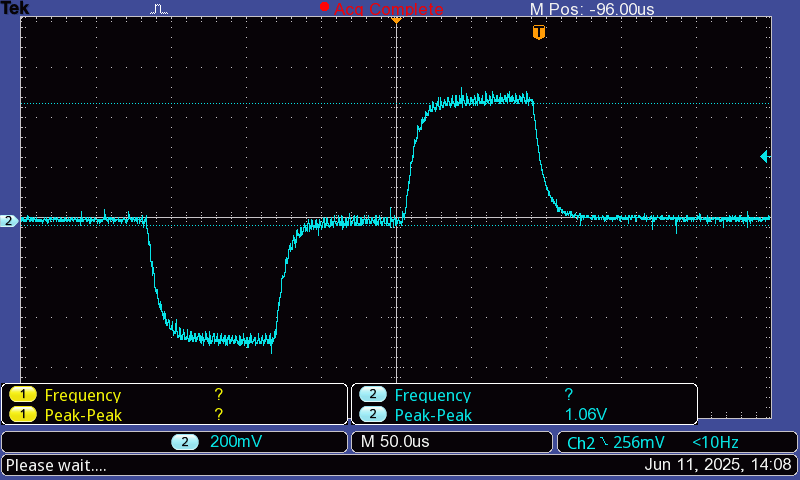 Tek Acq Complete M Pos: -96.00us
T
2
1 Frequency ? 2 Frequency ?
1 Peak-Peak ? 2 Peak-Peak 1.06V
2 200mV M 50.0us Ch2 256mV <10Hz
Please wait.... Jun 11, 2025, 14:08